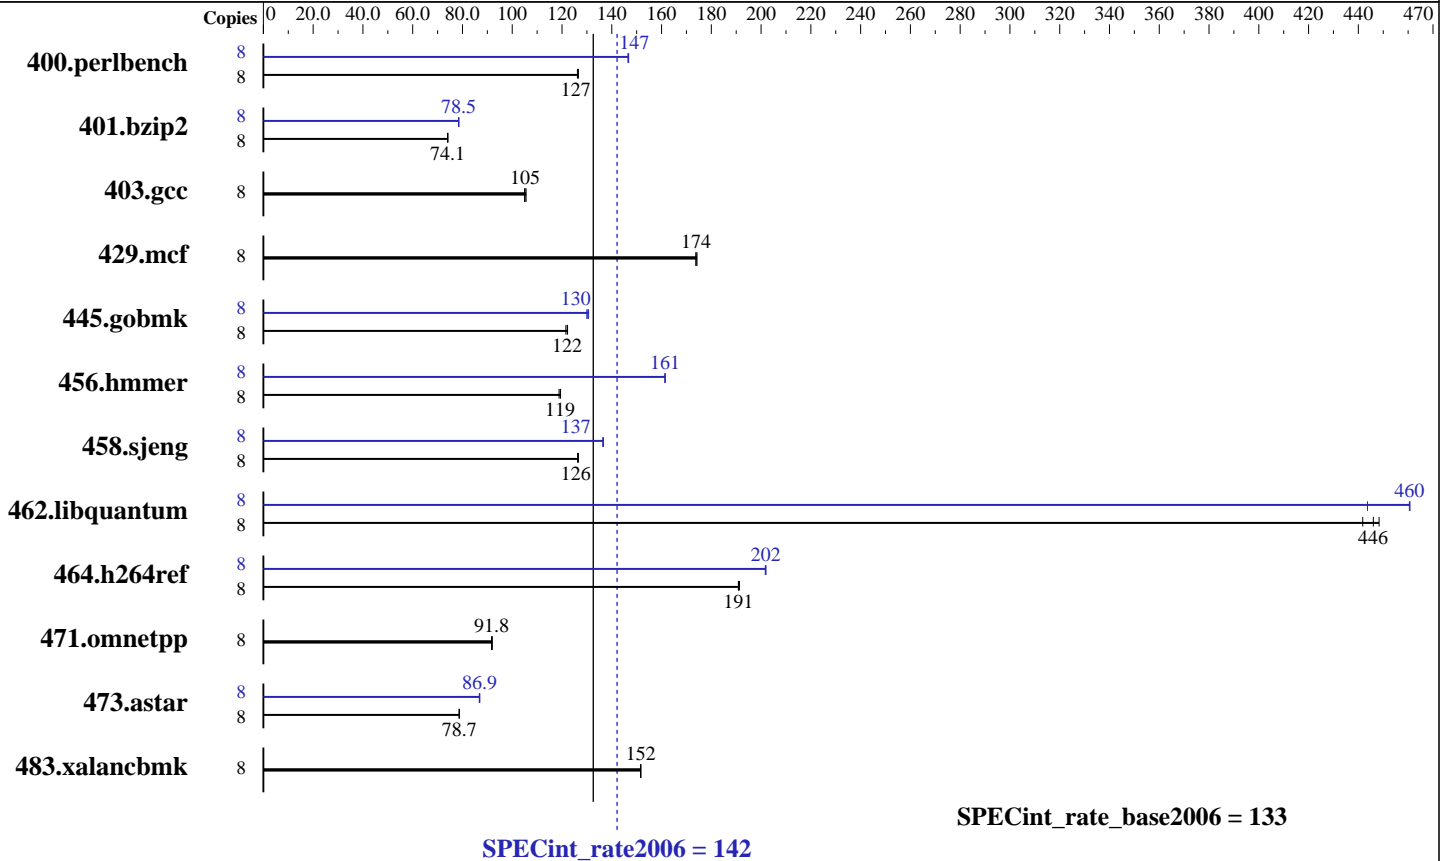 Copies 0 20.0 40.0 60.0 80.0 100 120 140 160 180 200 220 240 260 280 300 320 340 360 380 400 420 440 470
400.perlbench 8 147
8 127
401.bzip2 8 78.5
8 74.1
403.gcc 8 105
429.mcf 8 174
445.gobmk 8 130
8 122
456.hmmer 8 161
8 119
458.sjeng 8 137
8 126
462.libquantum 8 460
8 446
464.h264ref 8 202
8 191
471.omnetpp 8 91.8
473.astar 8 86.9
8 78.7
483.xalancbmk 8 152
SPECint_rate_base2006 = 133
SPECint_rate2006 = 142